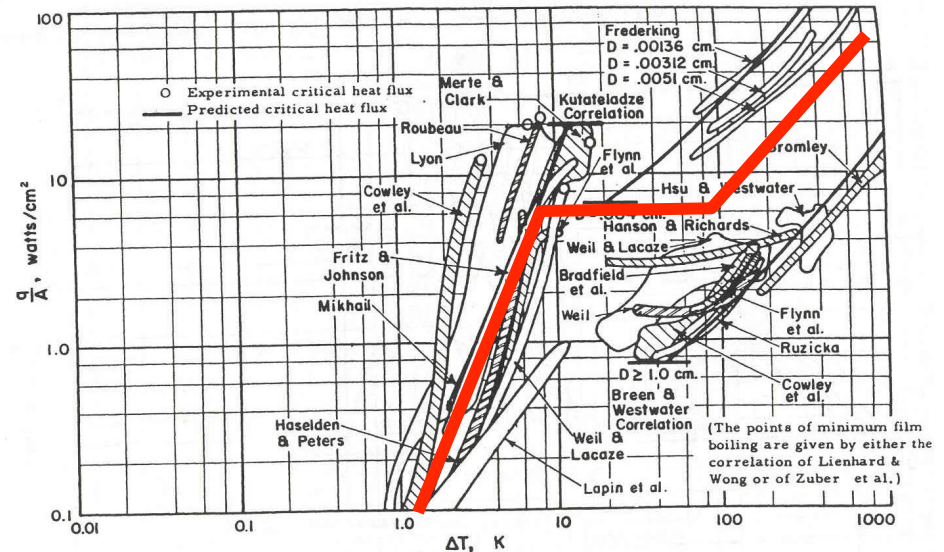 100
10
1.0
0.1
q/A, watts/cm²
Experimental critical heat flux
Predicted critical heat flux
Merte &
Clark
Roubeau
Lyon
Cowley
et al.
Fritz &
Johnson
Mikhail
Haselden
& Peters
Kutateladze
Correlation
Flynn
et al.
Frederking
D = .00136 cm.
D = .00312 cm.
D = .0051 cm.
Bromley
Hsu & Westwater
cm.
Hanson & Richards
Weil & Lacaze
Bradfield
et al.
Weil
Flynn
et al.
Ruzicka
Cowley
et al.
D ≥ 1.0 cm.
Breen &
Westwater
Correlation
Weil &
Lacaze
Lapin et al.
(The points of minimum film
boiling are given by either the
correlation of Lienhard &
Wong or of Zuber et al.)
0.01
0.1
1.0
10
100
1000
ΔT, K